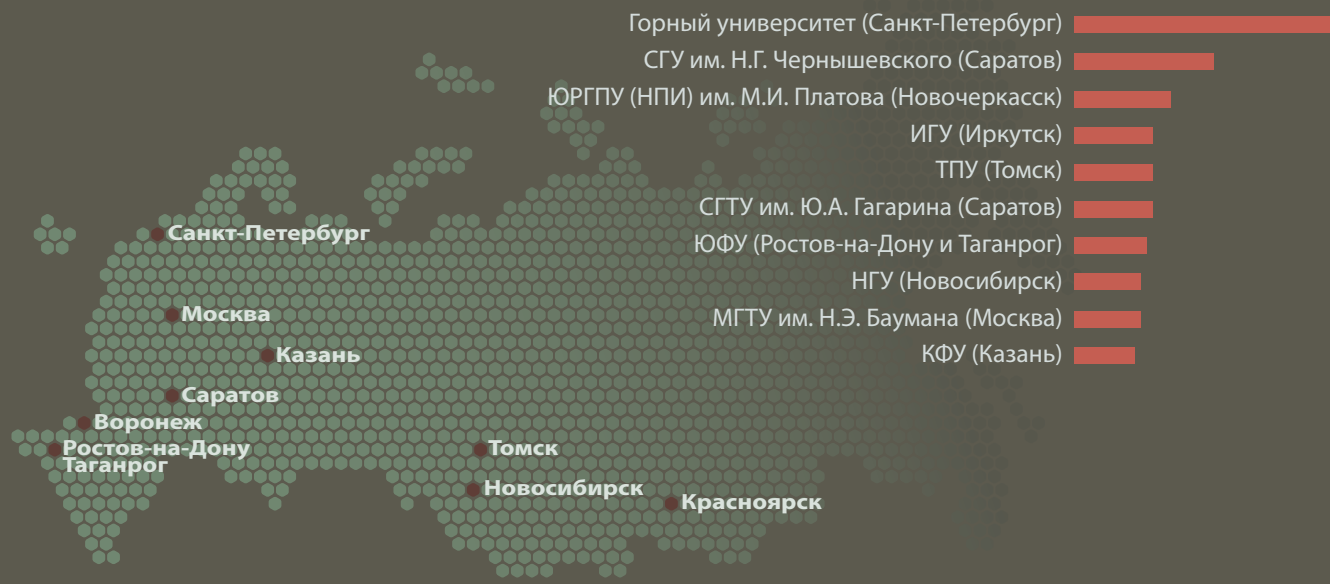 Горный университет (Санкт-Петербург)
СГУ им. Н.Г. Чернышевского (Саратов)
ЮРГПУ (НПИ) им. М.И. Платова (Новочеркасск)
ИГУ (Иркутск)
ТПУ (Томск)
СГТУ им. Ю.А. Гагарина (Саратов)
ЮФУ (Ростов-на-Дону и Таганрог)
НГУ (Новосибирск)
МГТУ им. Н.Э. Баумана (Москва)
КФУ (Казань)
Санкт-Петербург
Москва
Казань
Саратов
Воронеж
Ростов-на-Дону
Таганрог
Томск
Новосибирск
Красноярск